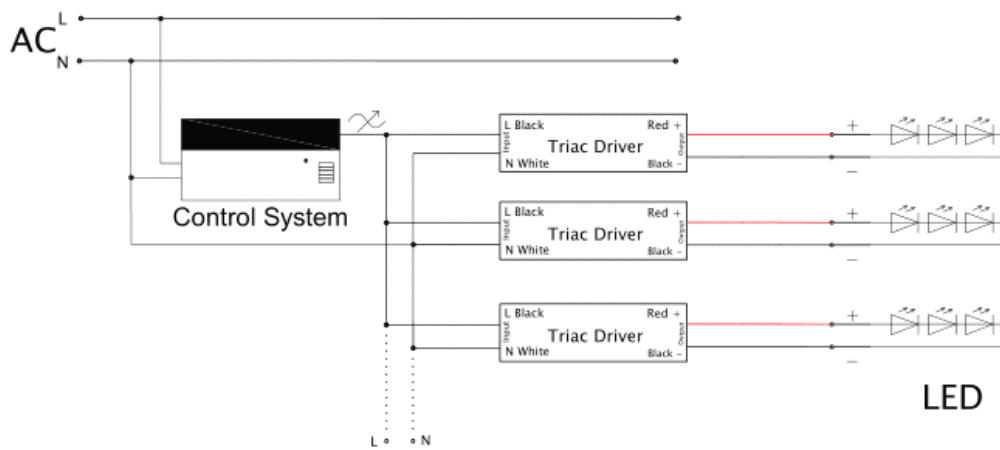 L
AC
N
L Black
Red +
Input
Triac Driver
Output
N White
Black -
Control System
+
−
L Black
Red +
Input
Triac Driver
Output
N White
Black -
+
−
L Black
Red +
Input
Triac Driver
Output
N White
Black -
+
−
LED
L
N